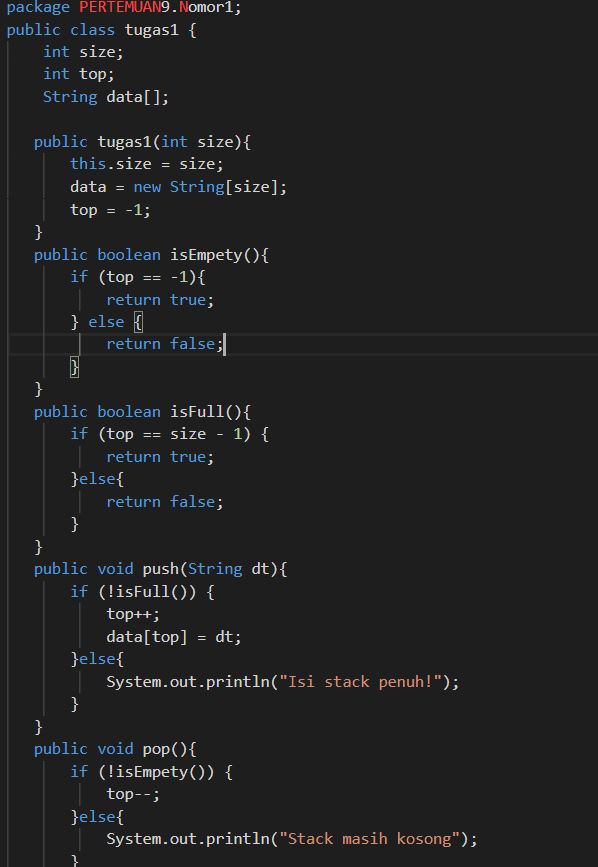 package PERTEMUAN9.Nomor1;
public class tugas1 {
    int size;
    int top;
    String data[];

   public tugas1(int size){
       this.size = size;
       data = new String[size];
       top = -1;
   }
   public boolean isEmpety(){
       if (top == -1){
           return true;
       } else {
           return false;
       }
   }
   public boolean isFull(){
       if (top == size - 1) {
           return true;
       }else{
           return false;
       }
   }
   public void push(String dt){
       if (!isFull()) {
           top++;
           data[top] = dt;
       }else{
           System.out.println("Isi stack penuh!");
       }
   }
   public void pop(){
       if (!isEmpety()) {
           top--;
       }else{
           System.out.println("Stack masih kosong");
       }